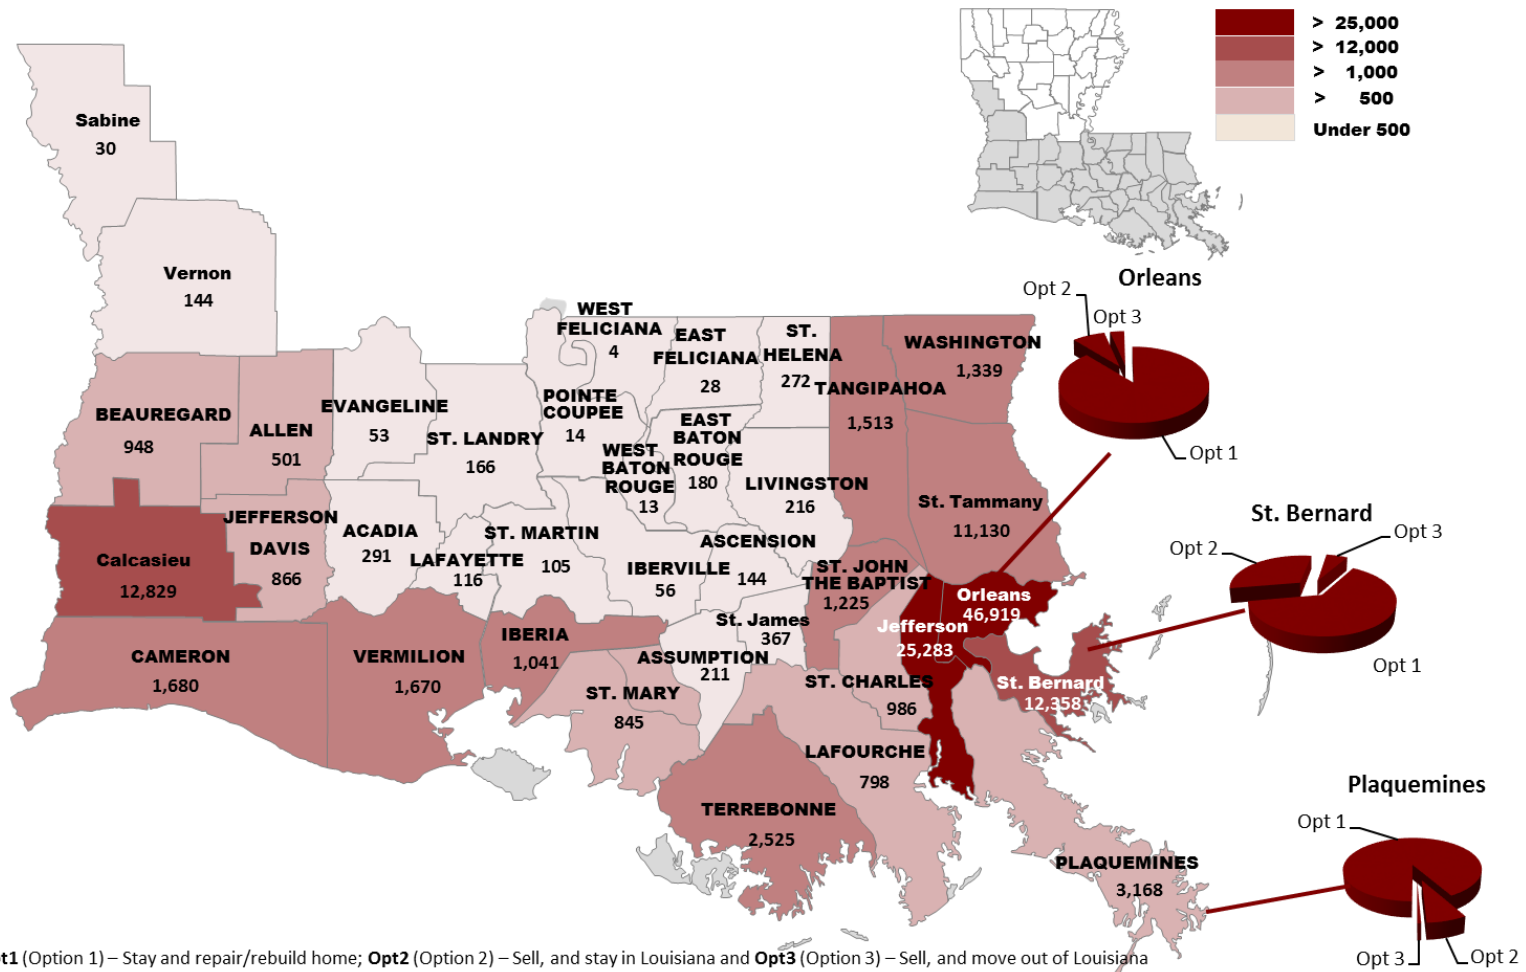 > 25,000
> 12,000
> 1,000
> 500
Under 500
Sabine
30
Vernon
144
BEAUREGARD
948
ALLEN
501
EVANGELINE
53
ST. LANDRY
166
WEST
FELICIANA
4
EAST
FELICIANA
28
ST.
HELENA
272
TANGIPAHOA
1,513
WASHINGTON
1,339
POINTE
COUPEE
14
WEST
BATON
ROUGE
13
EAST
BATON
ROUGE
180
LIVINGSTON
216
St. Tammany
11,130
Calcasieu
12,829
JEFFERSON
DAVIS
866
ACADIA
291
LAFAYETTE
116
ST. MARTIN
105
IBERVILLE
56
ASCENSION
144
ST. JOHN
THE BAPTIST
1,225
Orleans
46,919
Jefferson
25,283
St. Bernard
12,358
CAMERON
1,680
VERMILION
1,670
IBERIA
1,041
St. James
367
ASSUMPTION
211
ST. MARY
845
ST. CHARLES
986
LAFOURCHE
798
TERREBONNE
2,525
PLAQUEMINES
3,168
Orleans
Opt 2
Opt 3
Opt 1
St. Bernard
Opt 3
Opt 2
Opt 1
Plaquemines
Opt 1
Opt 3
Opt 2
t1 (Option 1) – Stay and repair/rebuild home; Opt2 (Option 2) – Sell, and stay in Louisiana and Opt3 (Option 3) – Sell, and move out of Louisiana